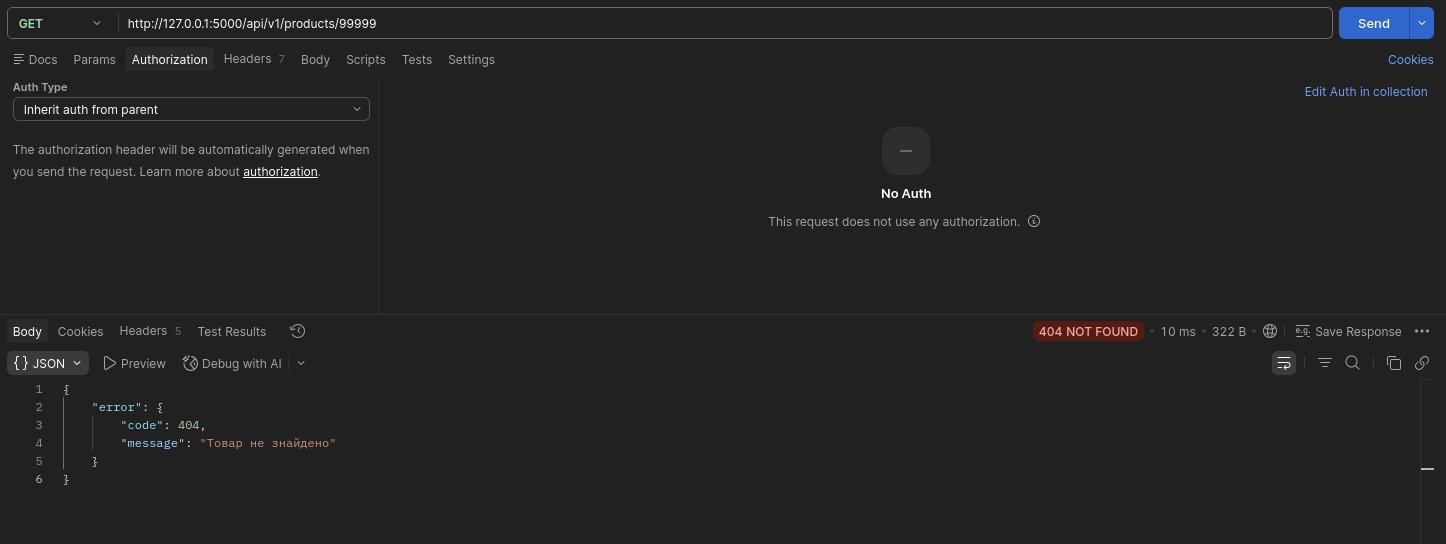 GET http://127.0.0.1:5000/api/v1/products/99999 Send
Docs Params Authorization Headers 7 Body Scripts Tests Settings Cookies
Auth Type
Inherit auth from parent
The authorization header will be automatically generated when
you send the request. Learn more about authorization.
Edit Auth in collection
No Auth
This request does not use any authorization.
Body Cookies Headers 5 Test Results 404 NOT FOUND • 10 ms • 322 B • e.g. Save Response
{} JSON Preview Debug with AI
1 {
2 "error": {
3 "code": 404,
4 "message": "Товар не знайдено"
5 }
6 }